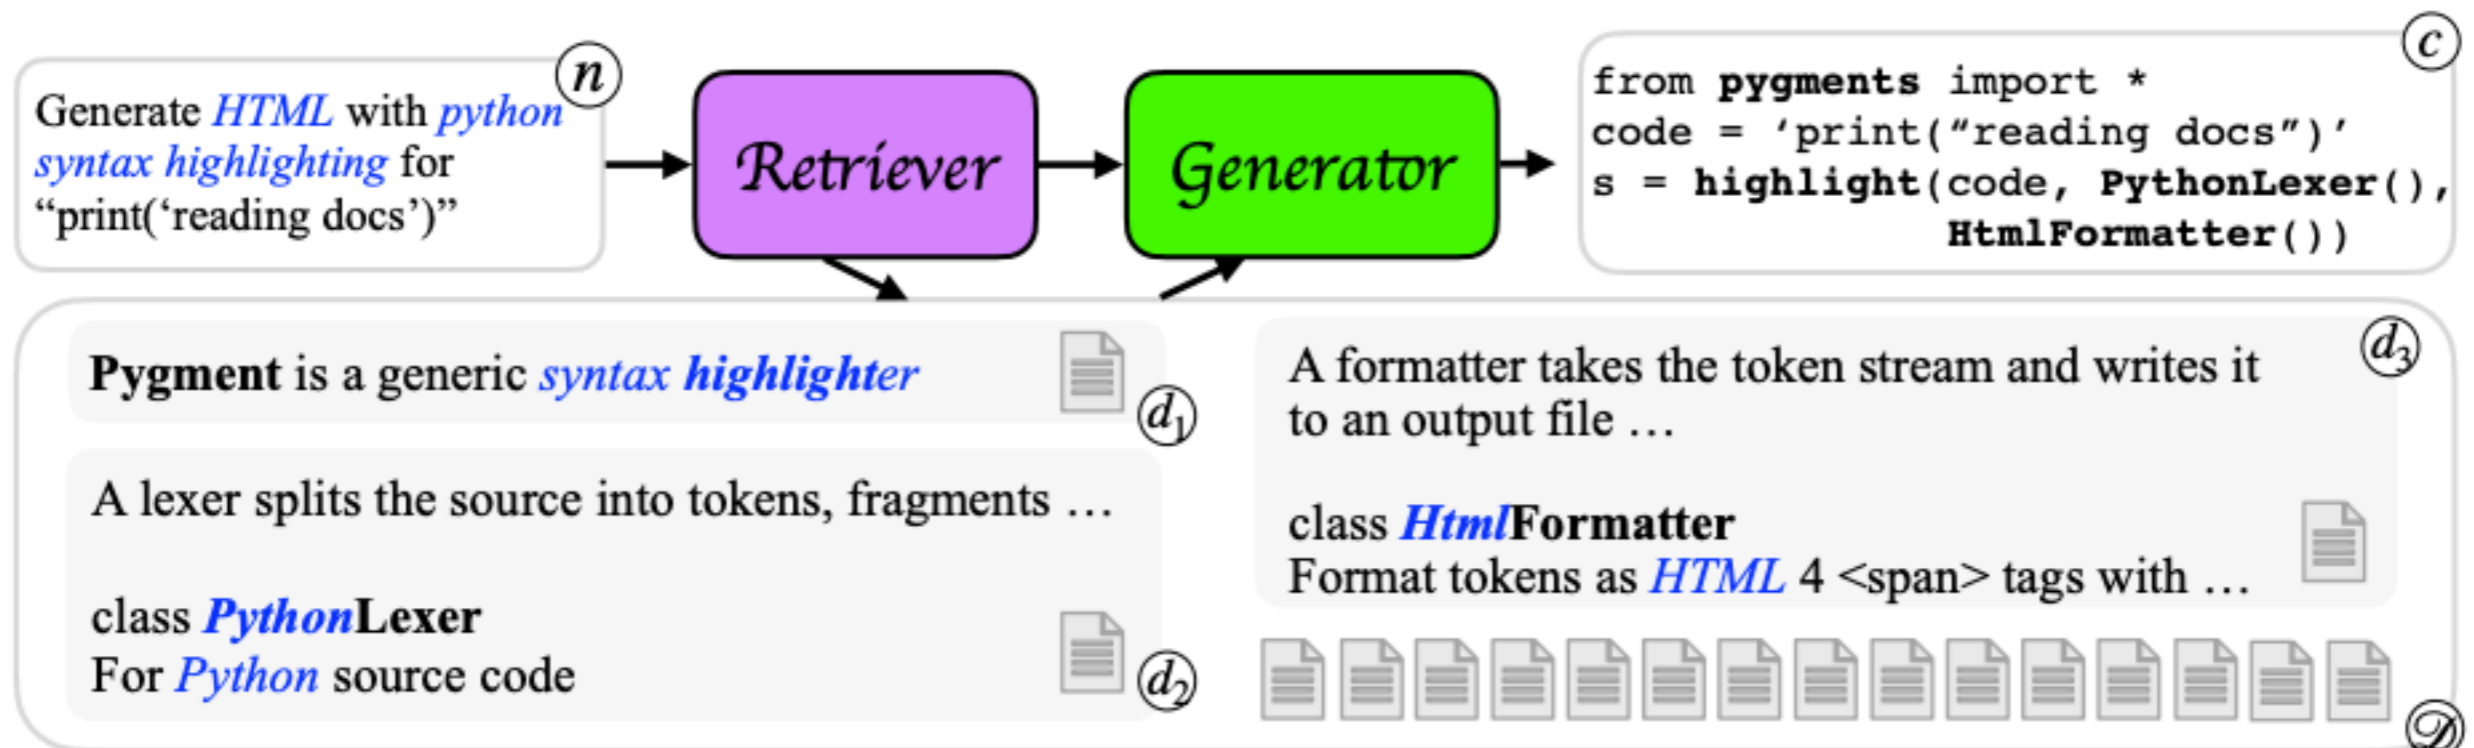 n
Generate HTML with python
syntax highlighting for
“print(‘reading docs’)”
Retriever
Generator
c
from pygments import *
code = ‘print(“reading docs”)’
s = highlight(code, PythonLexer(),
HtmlFormatter())
Pygment is a generic syntax highlighter
d1
A lexer splits the source into tokens, fragments …
class PythonLexer
For Python source code
d2
d3
A formatter takes the token stream and writes it
to an output file …
class HtmlFormatter
Format tokens as HTML 4 <span> tags with …
𝒟